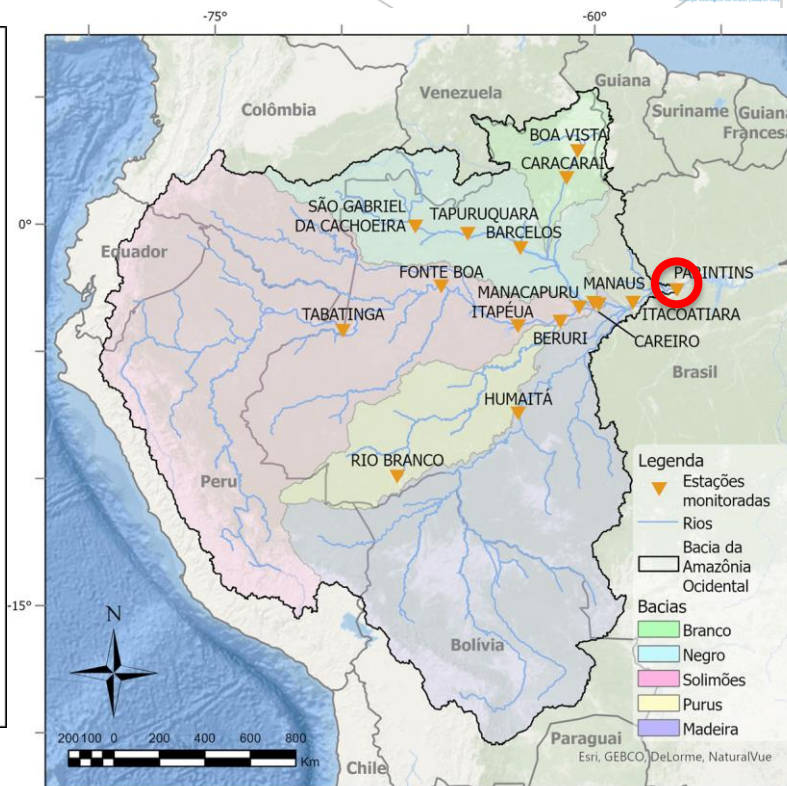 -75°
-60°
Guiana
Venezuela
Colômbia
Suriname
Guian
Francesa
BOA VISTA
CARACARAÍ
SÃO GABRIEL
DA CACHOEIRA
TAPURUQUARA
BARCELOS
0°
Equador
FONTE BOA
PARINTINS
MANACAPURU
MANAUS
TABATINGA
ITAPÉUA
ITACOATIARA
BERURI
CAREIRO
Brasil
HUMAITÁ
RIO BRANCO
Peru
Legenda
Estações
monitoradas
Rios
Bacia da
Amazônia
Ocidental
-15°
N
Bacias
Branco
Negro
Solimões
Purus
Madeira
Bolívia
200 100 0 200 400 600 800
Km
Paraguai
Chile
Esri, GEBCO, DeLorme, NaturalVue